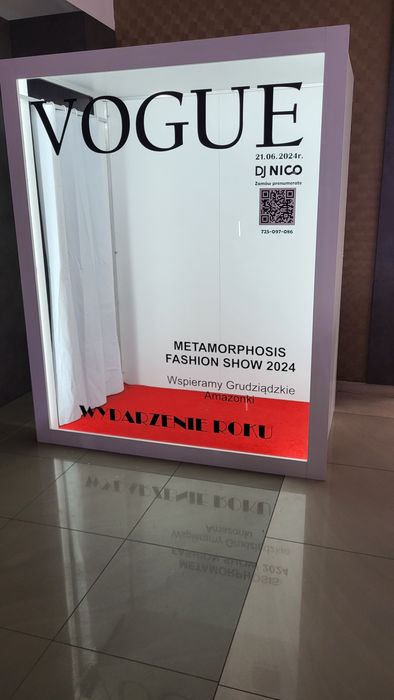 VOGUE
21.06.2024r.
DJ NICO
Zamów prenumeratę
725-097-086
METAMORPHOSIS
FASHION SHOW 2024
Wspieramy Grudziądzkie
Amazonki
WYDARZENIE ROKU